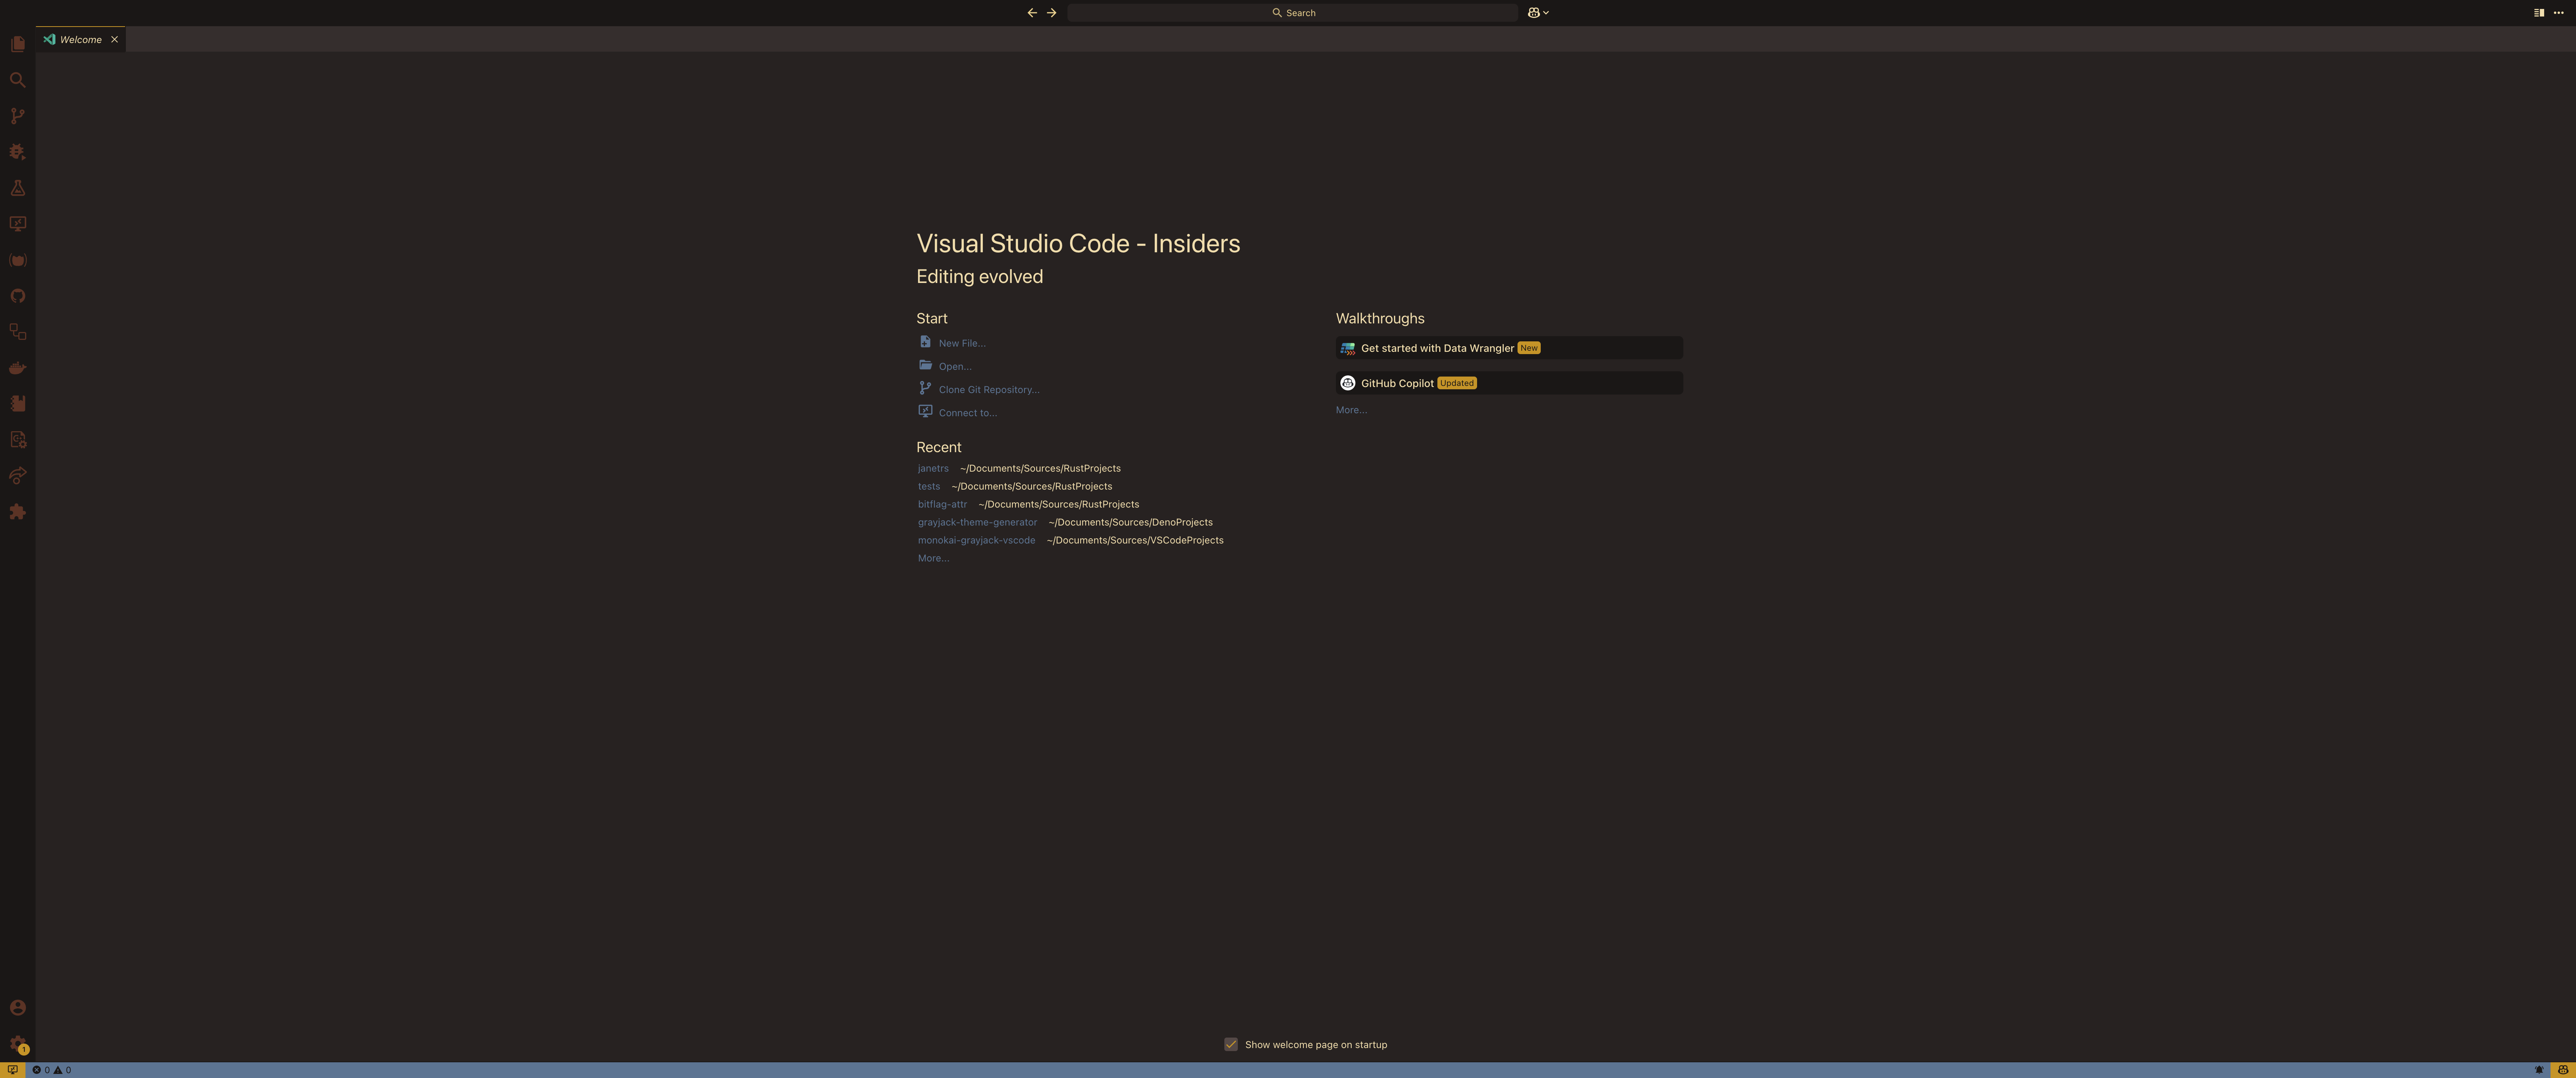 Search
Welcome
Visual Studio Code - Insiders
Editing evolved
Start
New File...
Open...
Clone Git Repository...
Connect to...
Recent
janetrs ~/Documents/Sources/RustProjects
tests ~/Documents/Sources/RustProjects
bitflag-attr ~/Documents/Sources/RustProjects
grayjack-theme-generator ~/Documents/Sources/DenoProjects
monokai-grayjack-vscode ~/Documents/Sources/VSCodeProjects
More...
Walkthroughs
Get started with Data Wrangler New
GitHub Copilot Updated
More...
Show welcome page on startup
1
0 0